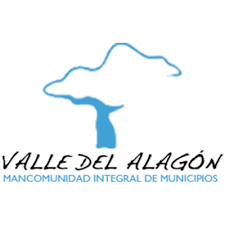 VALLE DEL ALAGÓN
MANCOMUNIDAD INTEGRAL DE MUNICIPIOS